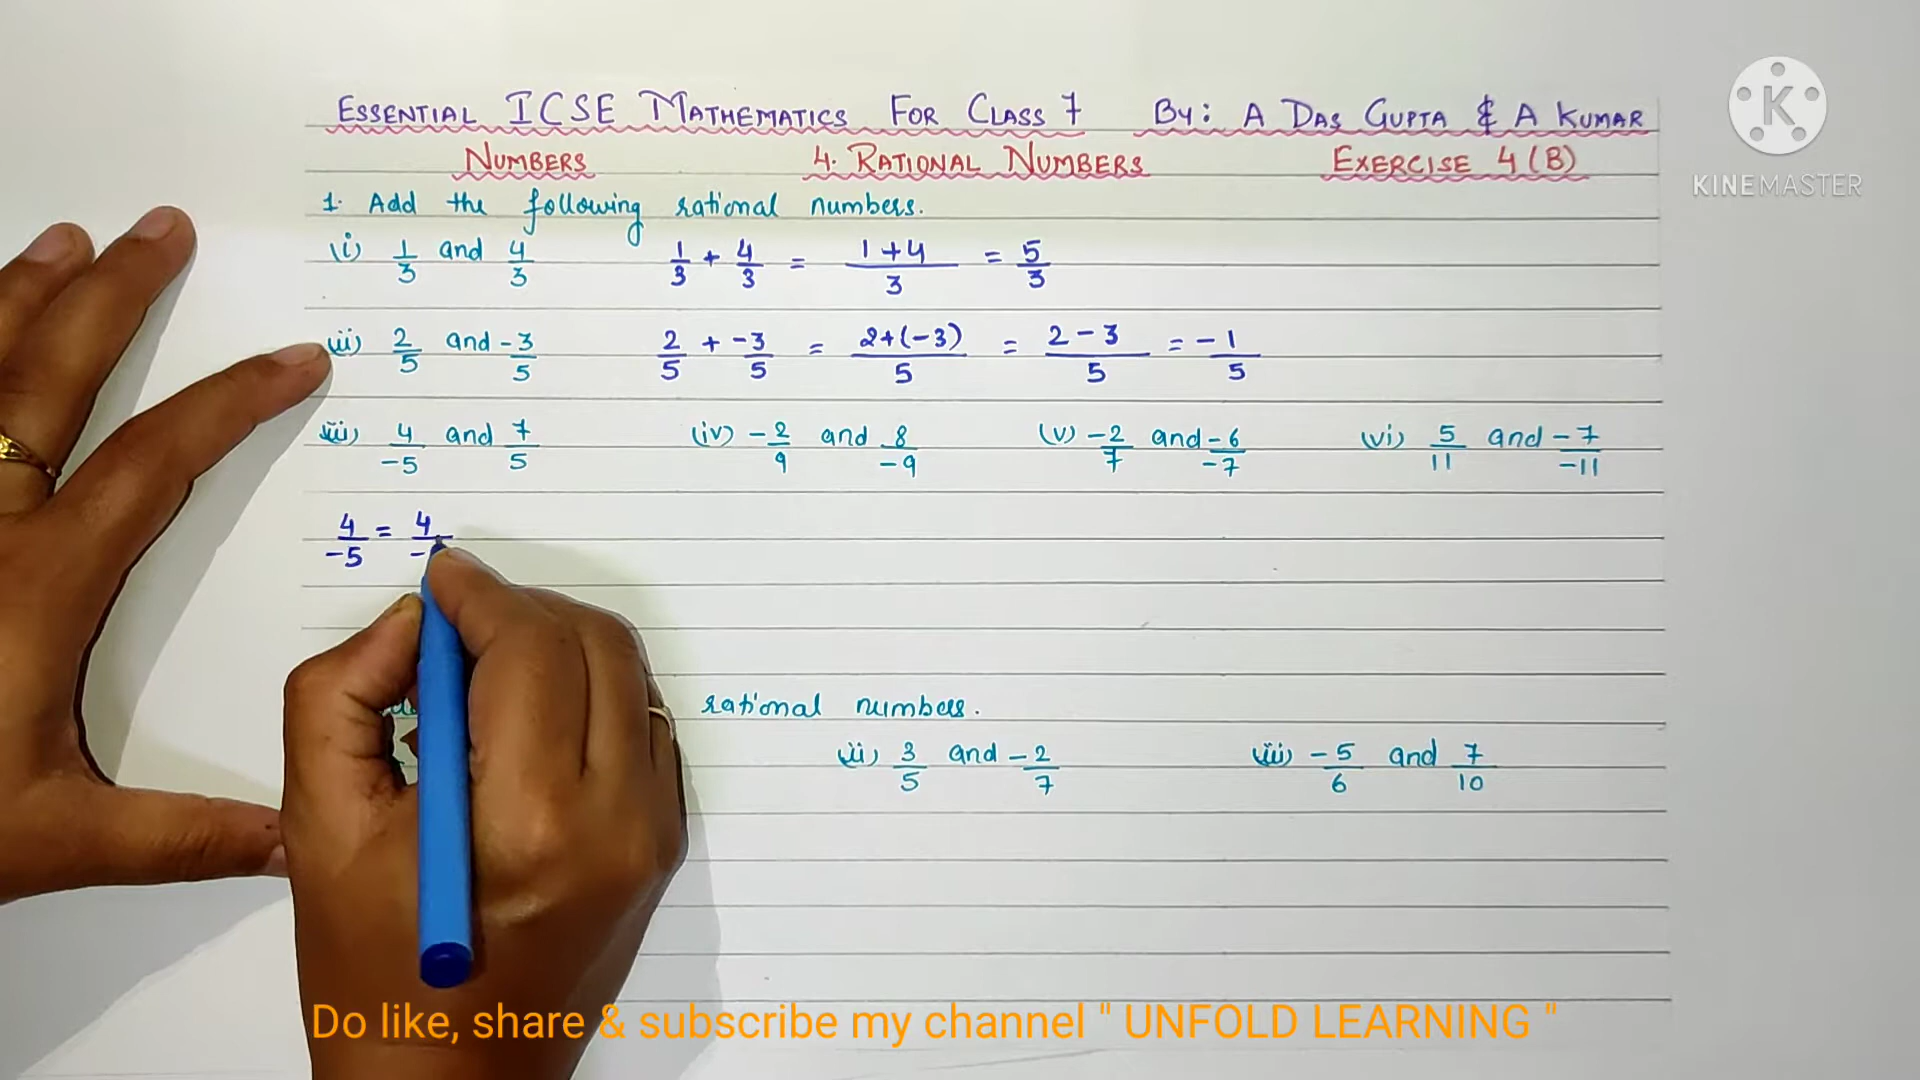 ESSENTIAL ICSE MATHEMATICS FOR CLASS 7 BY: A DAS GUPTA & A KUMAR
KINEMASTER
NUMBERS 4. RATIONAL NUMBERS EXERCISE 4(B)
1. Add the following rational numbers.
(i) 1/3 and 4/3 1/3 + 4/3 = 1+4/3 = 5/3
(ii) 2/5 and -3/5 2/5 + -3/5 = 2+(-3)/5 = 2-3/5 = -1/5
(iii) 4/-5 and 7/5 (iv) -2/9 and 8/-9 (v) -2/7 and -6/-7 (vi) 5/11 and -7/-11
4/-5 = 4/-
rational numbers.
(ii) 3/5 and -2/7 (iii) -5/6 and 7/10
Do like, share & subscribe my channel " UNFOLD LEARNING "